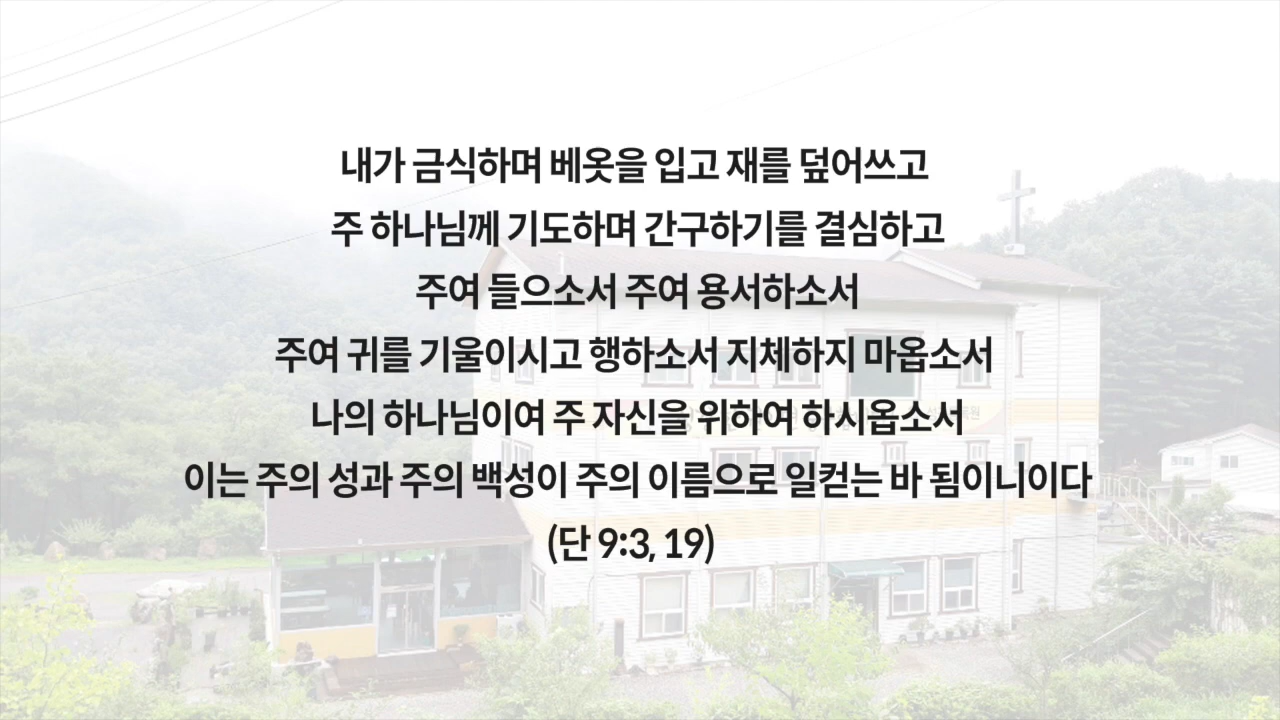 내가 금식하며 베옷을 입고 재를 덮어쓰고
주 하나님께 기도하며 간구하기를 결심하고
주여 들으소서 주여 용서하소서
주여 귀를 기울이시고 행하소서 지체하지 마옵소서
나의 하나님이여 주 자신을 위하여 하시옵소서
이는 주의 성과 주의 백성이 주의 이름으로 일컫는 바 됨이니이다
(단 9:3, 19)